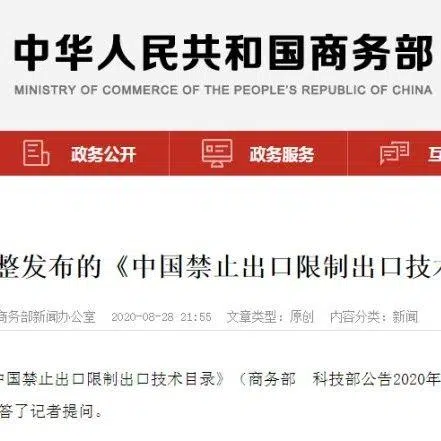 中华人民共和国商务部
MINISTRY OF COMMERCE OF THE PEOPLE'S REPUBLIC OF CHINA
政务公开 政务服务 互
整发布的《中国禁止出口限制出口技术
商务部新闻办公室 2020-08-28 21:55 文章类型：原创 内容分类：新闻
中国禁止出口限制出口技术目录》（商务部 科技部公告2020年
答了记者提问。